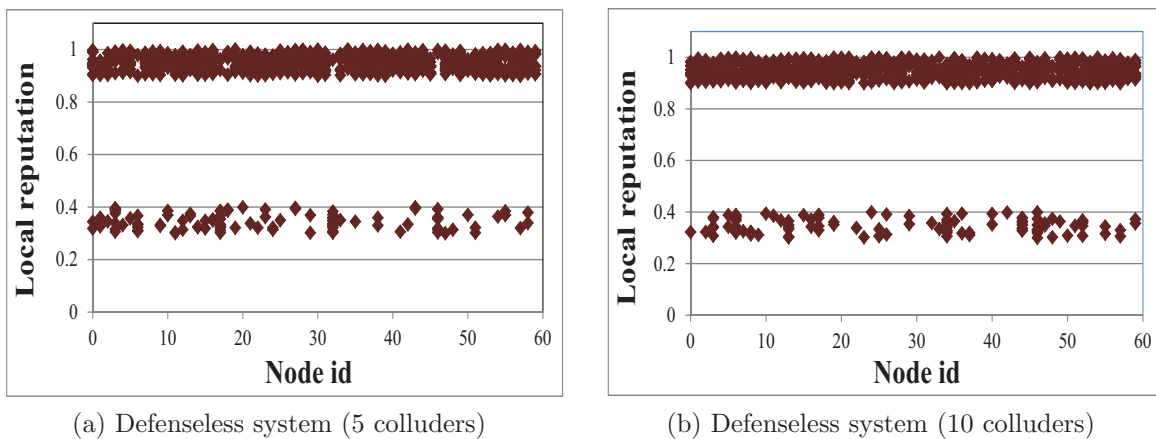 Local reputation
1
0.8
0.6
0.4
0.2
0
0 10 20 30 40 50 60
Node id
(a) Defenseless system (5 colluders)
Local reputation
1
0.8
0.6
0.4
0.2
0
0 10 20 30 40 50 60
Node id
(b) Defenseless system (10 colluders)